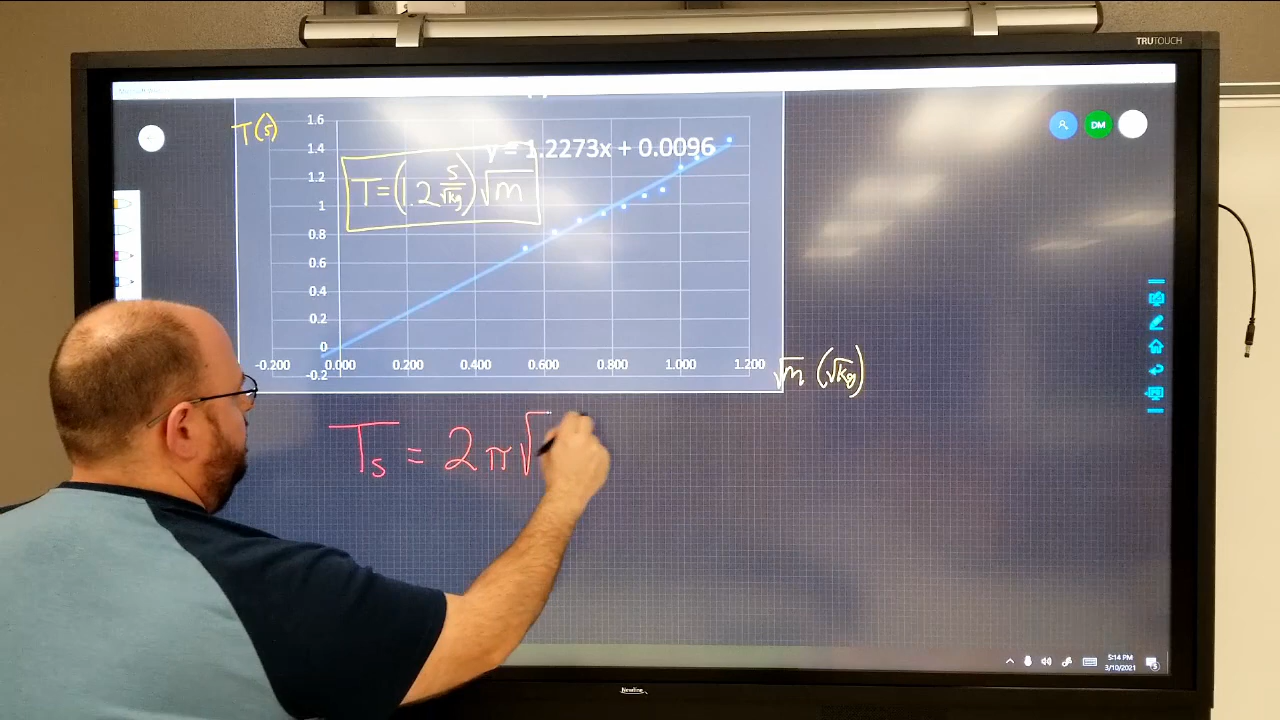 TRUTOUCH
T(s)
1.6
1.4
1.2
1
0.8
0.6
0.4
0.2
0
-0.2
y = 1.2273x + 0.0096
T=(1.2 s/√kg)√m
DM
-0.200 0.000 0.200 0.400 0.600 0.800 1.000 1.200
√m (√kg)
Ts = 2π√
5:14 PM
3/10/2021
Newline